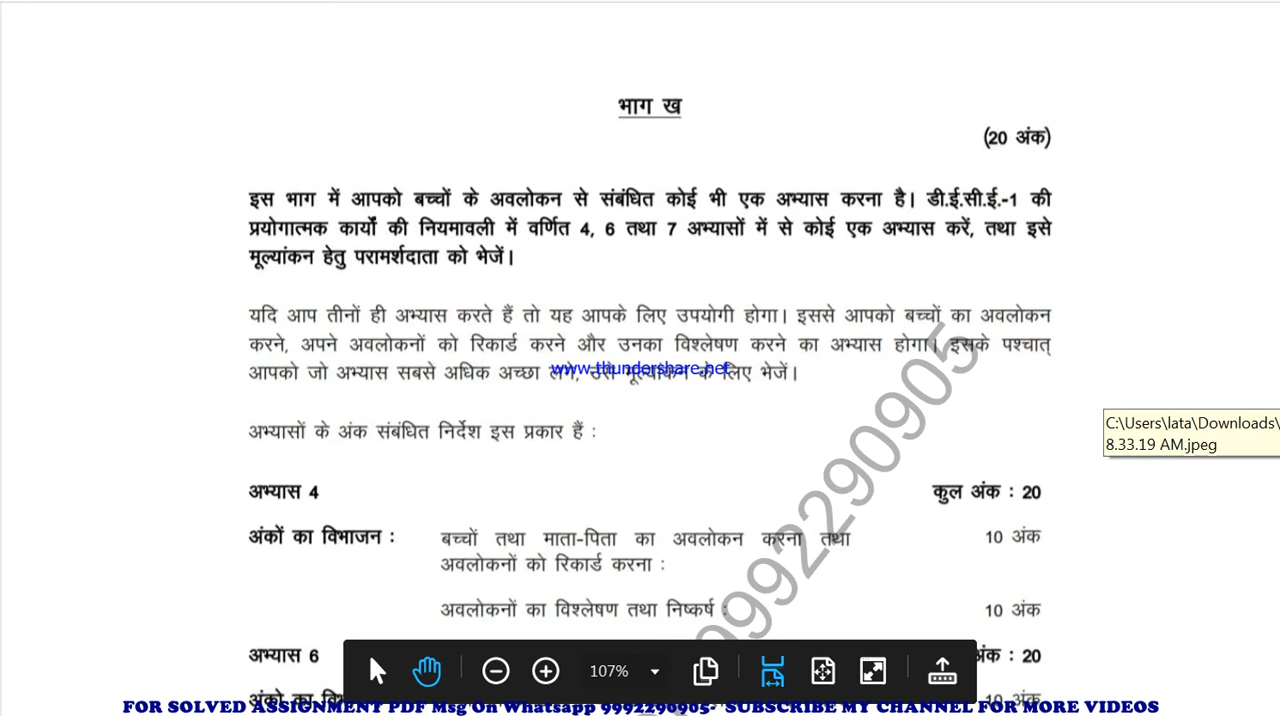 भाग ख
(20 अंक)
इस भाग में आपको बच्चों के अवलोकन से संबंधित कोई भी एक अभ्यास करना है। डी.ई.सी.ई.-1 की
प्रयोगात्मक कार्यों की नियमावली में वर्णित 4, 6 तथा 7 अभ्यासों में से कोई एक अभ्यास करें, तथा इसे
मूल्यांकन हेतु परामर्शदाता को भेजें।
यदि आप तीनों ही अभ्यास करते हैं तो यह आपके लिए उपयोगी होगा। इससे आपको बच्चों का अवलोकन
करने, अपने अवलोकनों को रिकार्ड करने और उनका विश्लेषण करने का अभ्यास होगा। इसके पश्चात्
आपको जो अभ्यास सबसे अधिक अच्छा लगे, उसे मूल्यांकन के लिए भेजें।
www.thundershare.net
अभ्यासों के अंक संबंधित निर्देश इस प्रकार हैं :
C:\Users\lata\Downloads\
8.33.19 AM.jpeg
अभ्यास 4 कुल अंक : 20
अंकों का विभाजन : बच्चों तथा माता-पिता का अवलोकन करना तथा 10 अंक
अवलोकनों को रिकार्ड करना :
अवलोकनों का विश्लेषण तथा निष्कर्ष : 10 अंक
9992290905
अभ्यास 6 अंक : 20
107%
अंको का 10 अंक
FOR SOLVED ASSIGNMENT PDF Msg On Whatsapp 9992290905- SUBSCRIBE MY CHANNEL FOR MORE VIDEOS